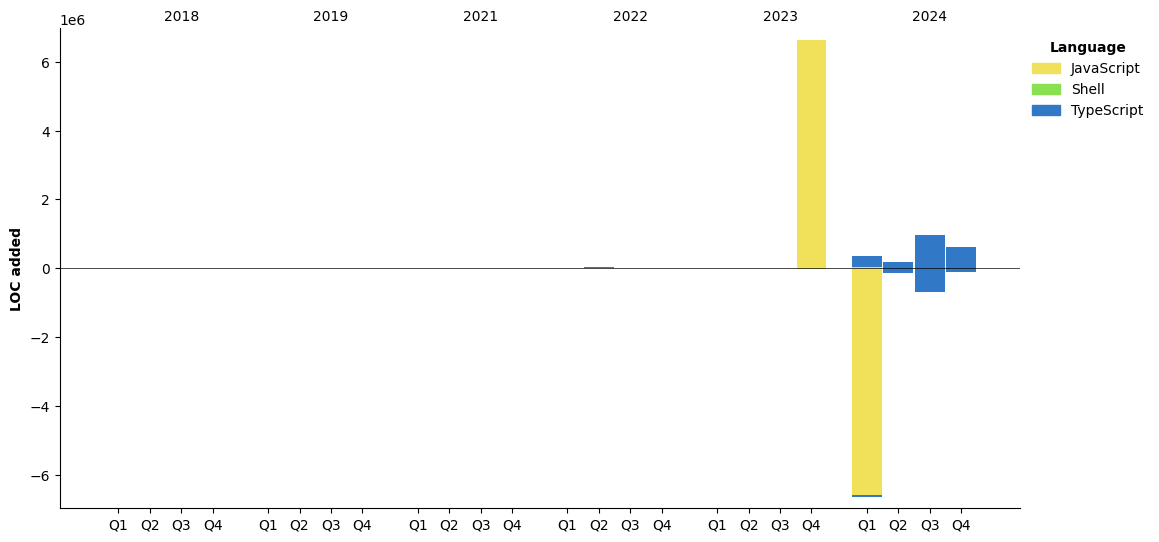 1e6
2018 2019 2021 2022 2023 2024
Language
JavaScript
Shell
TypeScript
LOC added
6
4
2
0
−2
−4
−6
Q1 Q2 Q3 Q4 Q1 Q2 Q3 Q4 Q1 Q2 Q3 Q4 Q1 Q2 Q3 Q4 Q1 Q2 Q3 Q4 Q1 Q2 Q3 Q4